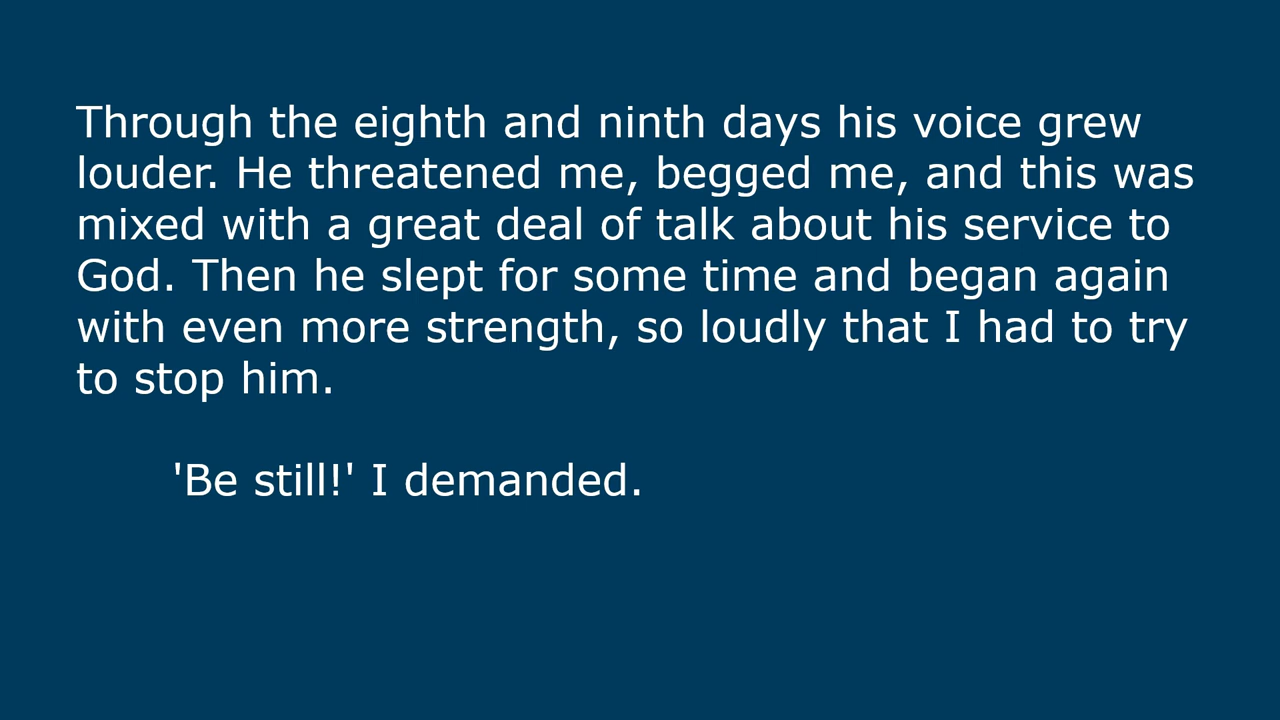 Through the eighth and ninth days his voice grew
louder. He threatened me, begged me, and this was
mixed with a great deal of talk about his service to
God. Then he slept for some time and began again
with even more strength, so loudly that I had to try
to stop him.
'Be still!' I demanded.